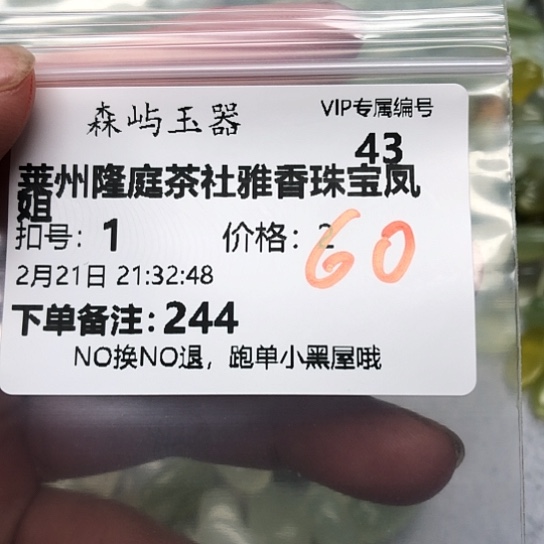 森屿玉器
VIP专属编号
43
莱州隆庭茶社雅香珠宝凤
姐
扣号：1 价格：2
60
2月21日 21:32:48
下单备注：244
NO换NO退，跑单小黑屋哦